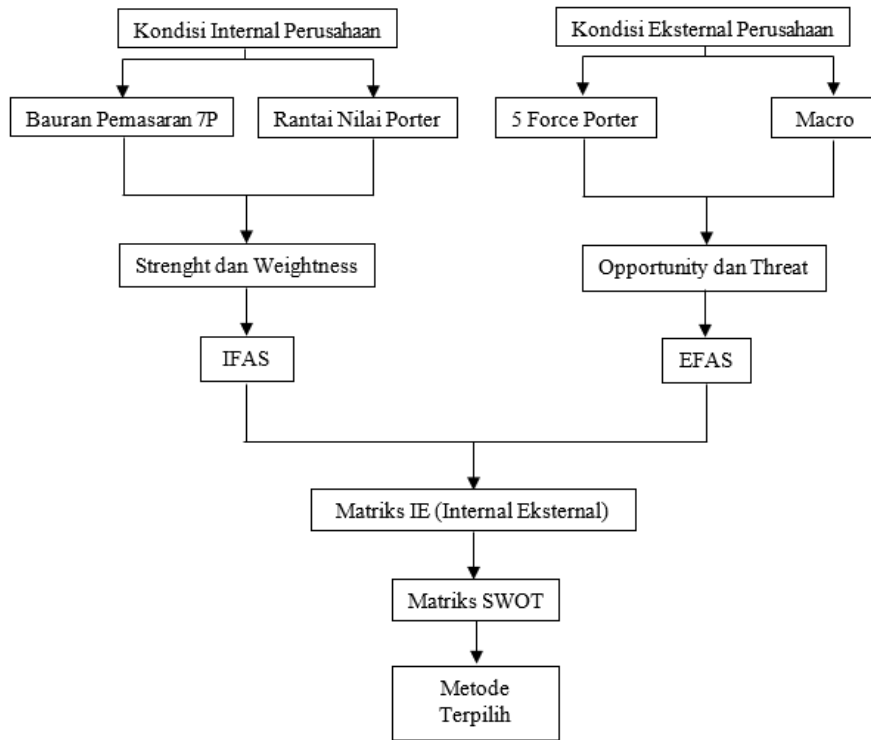 Kondisi Internal Perusahaan
Kondisi Eksternal Perusahaan
Bauran Pemasaran 7P
Rantai Nilai Porter
5 Force Porter
Macro
Strenght dan Weightness
Opportunity dan Threat
IFAS
EFAS
Matriks IE (Internal Eksternal)
Matriks SWOT
Metode
Terpilih